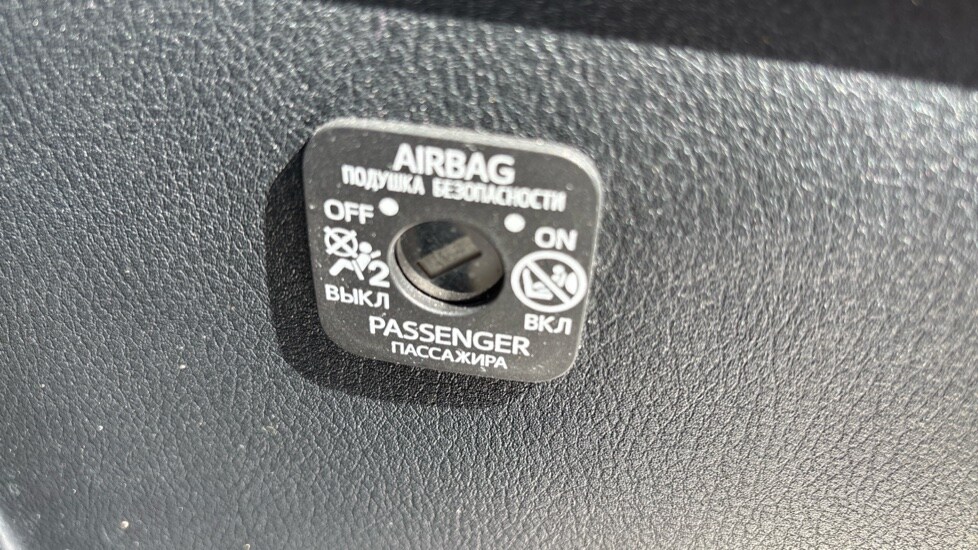 AIRBAG
ПОДУШКА БЕЗОПАСНОСТИ
OFF
ON
2
ВЫКЛ
ВКЛ
PASSENGER
ПАССАЖИРА